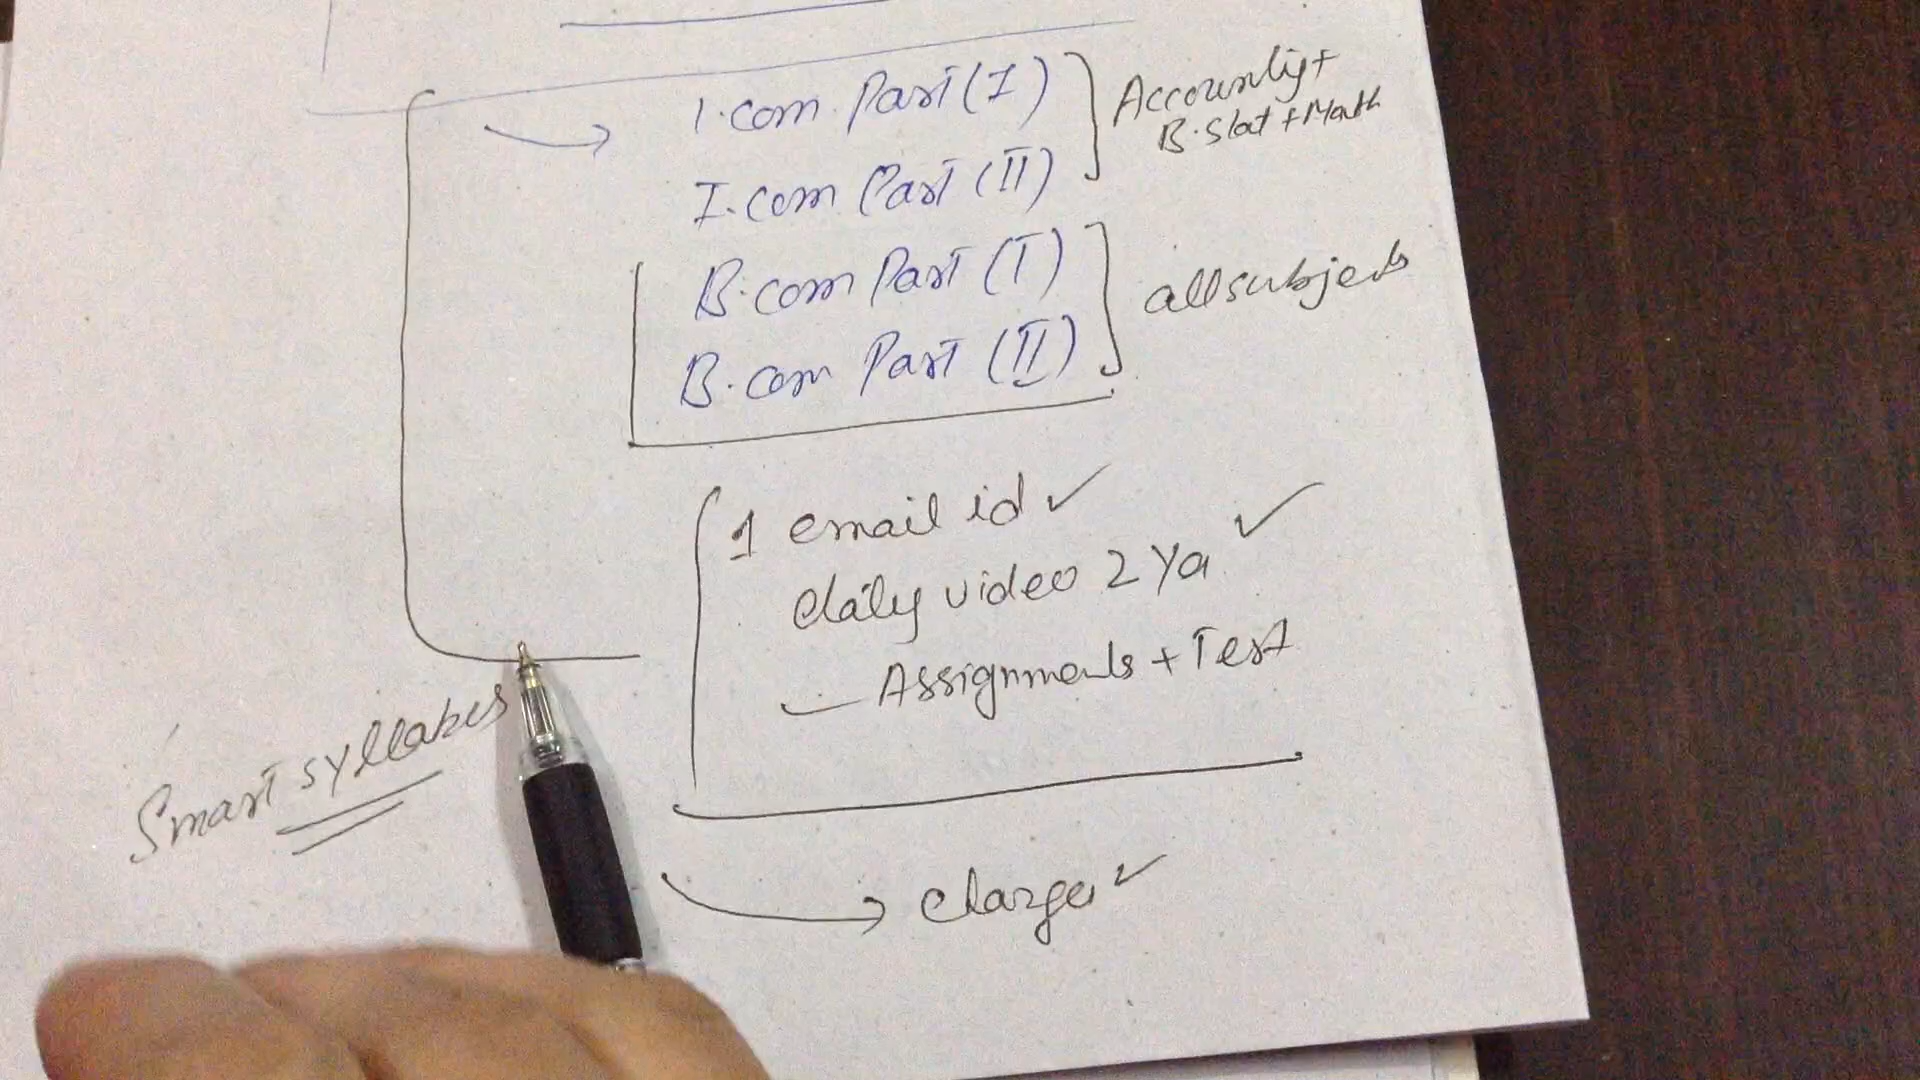 I.com Part (I)
Accounting +
B.Stat + Math
I.com Part (II)
B.com Part (I)
all subjects
B.com Part (II)
1 email id ✓
daily video 2 Ya ✓
Assignments + Test
Smart syllabus
charges ✓